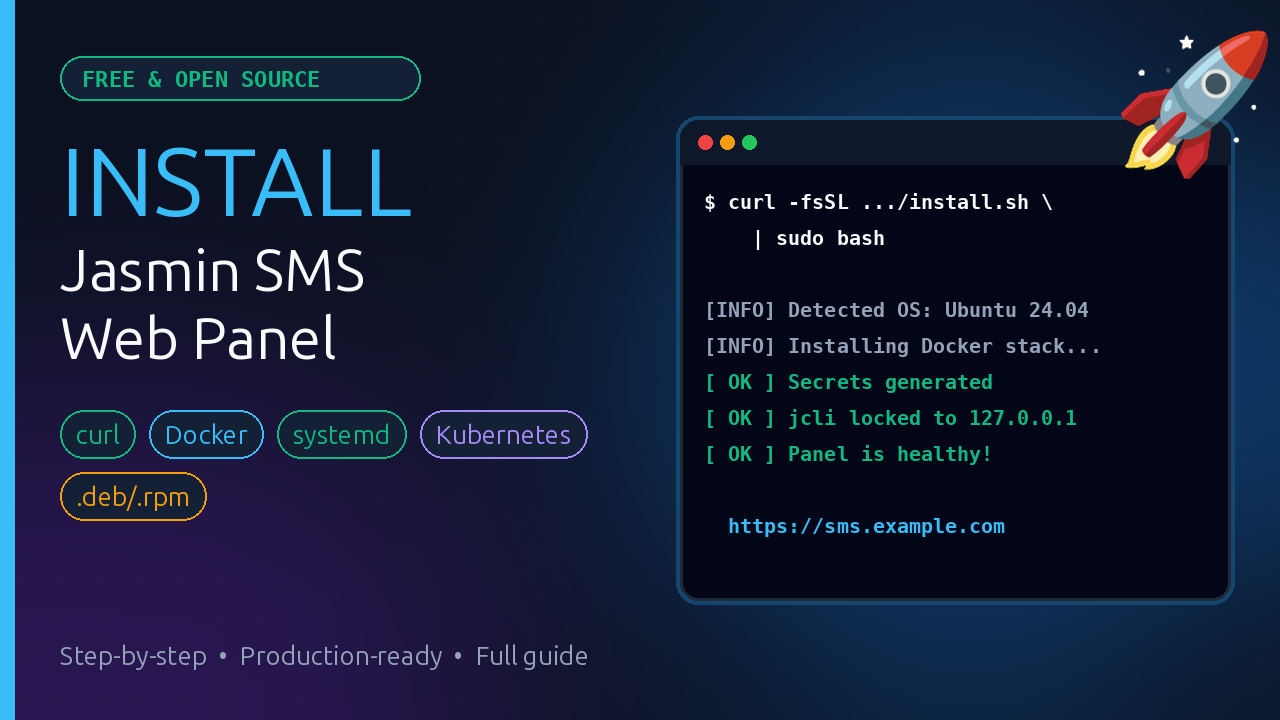 FREE & OPEN SOURCE
INSTALL
Jasmin SMS
Web Panel
curl Docker systemd Kubernetes
.deb/.rpm
Step-by-step • Production-ready • Full guide
$ curl -fsSL .../install.sh \
| sudo bash
[INFO] Detected OS: Ubuntu 24.04
[INFO] Installing Docker stack...
[ OK ] Secrets generated
[ OK ] jcli locked to 127.0.0.1
[ OK ] Panel is healthy!
https://sms.example.com